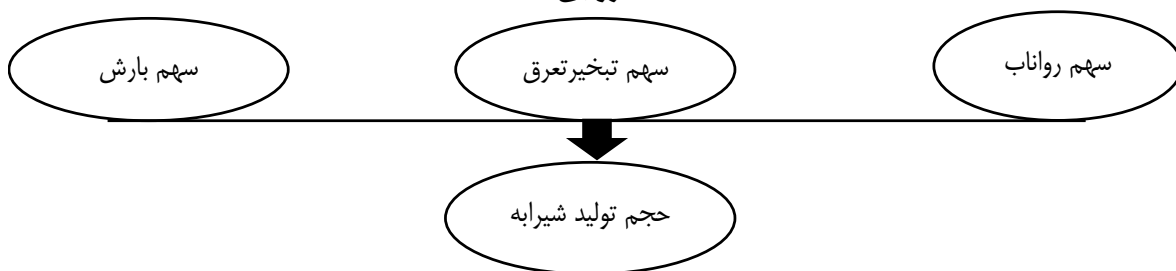 سهم رواناب
سهم تبخیرتعرق
سهم بارش
حجم تولید شیرابه